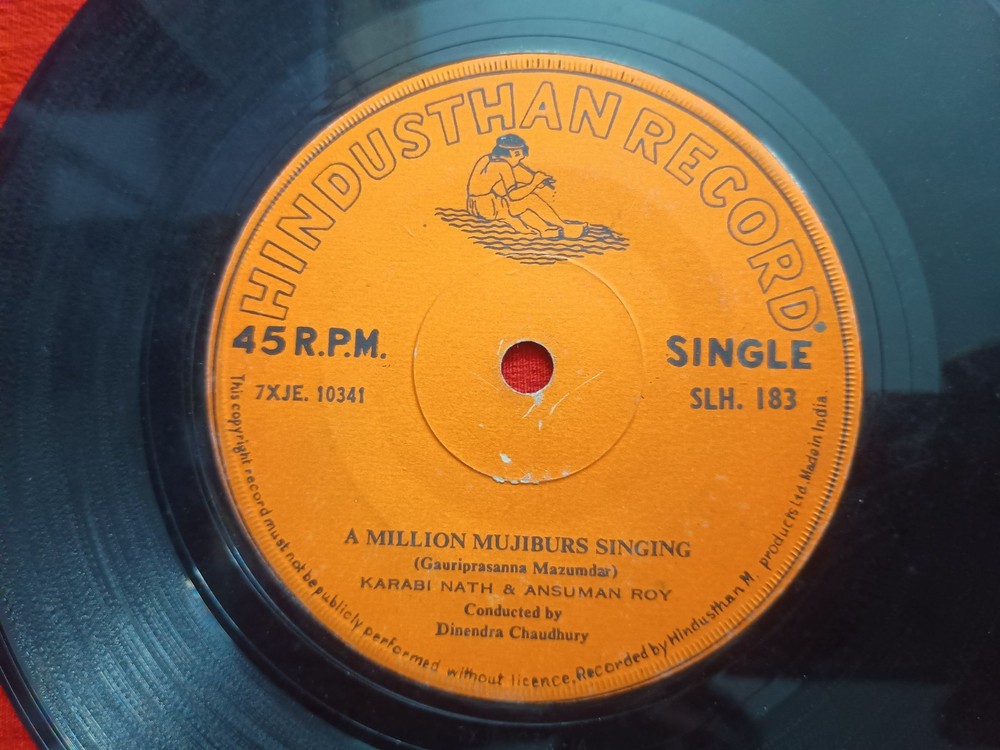 HINDUSTHAN RECORD
45 R.P.M.
SINGLE
7XJE. 10341
SLH. 183
A MILLION MUJIBURS SINGING
(Gauriprasanna Mazumdar)
KARABI NATH & ANSUMAN ROY
Conducted by
Dinendra Chaudhury
This copyright record must not be publicly performed without licence. Recorded by Hindusthan M. products Ltd. Made in India.